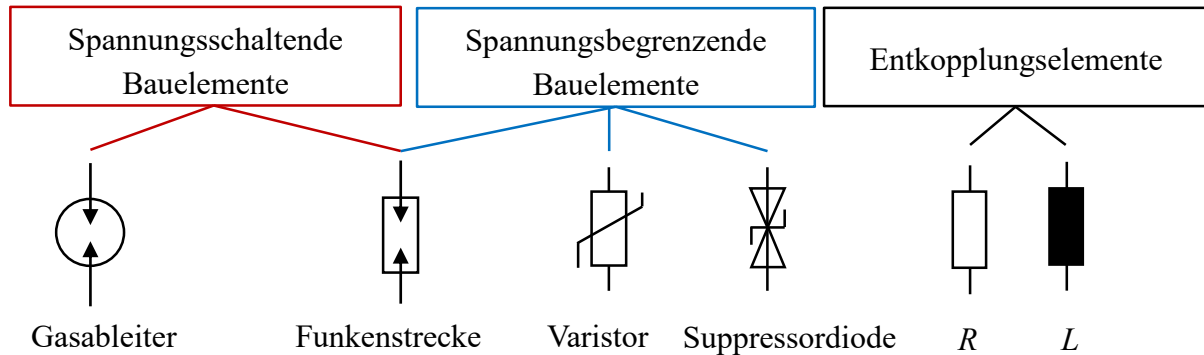 Spannungsschaltende
Bauelemente
Spannungsbegrenzende
Bauelemente
Entkopplungselemente
Gasableiter
Funkenstrecke
Varistor
Suppressordiode
R
L